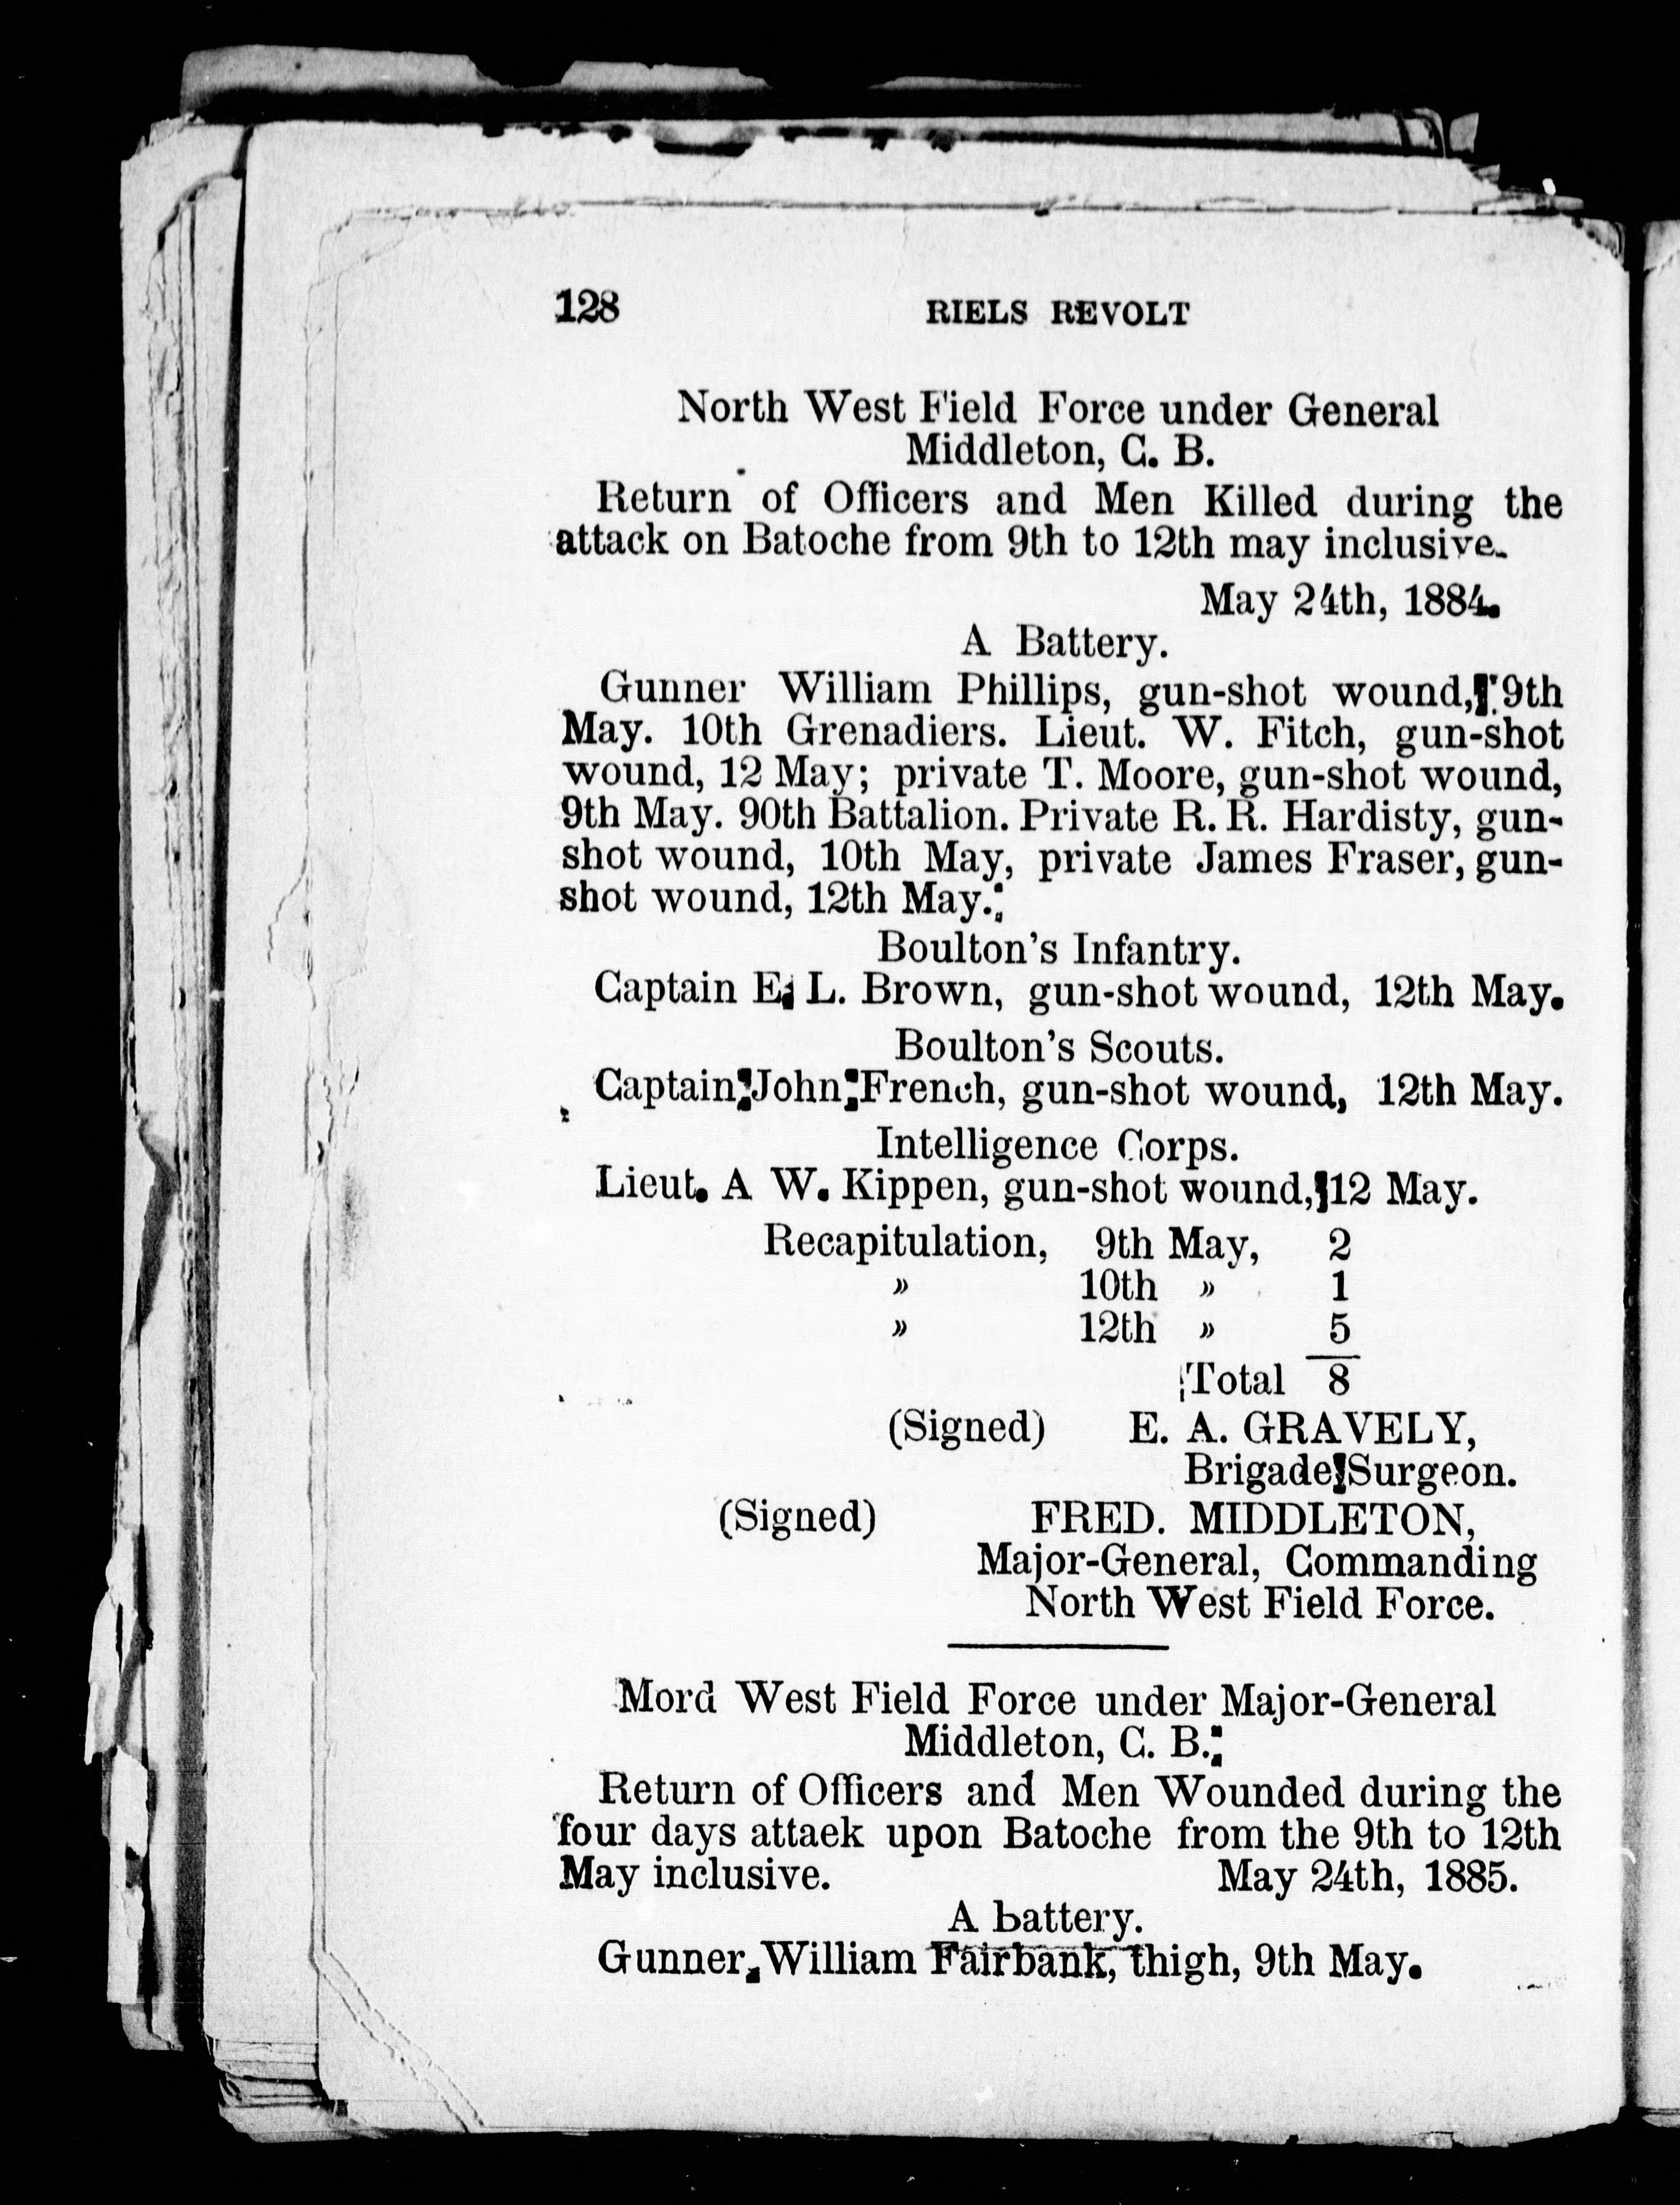 128 RIELS REVOLT
North West Field Force under General
Middleton, C. B.
Return of Officers and Men Killed during the
attack on Batoche from 9th to 12th may inclusive.
May 24th, 1884.
A Battery.
Gunner William Phillips, gun-shot wound, 9th
May. 10th Grenadiers. Lieut. W. Fitch, gun-shot
wound, 12 May; private T. Moore, gun-shot wound,
9th May. 90th Battalion. Private R. R. Hardisty, gun-
shot wound, 10th May, private James Fraser, gun-
shot wound, 12th May.
Boulton's Infantry.
Captain E. L. Brown, gun-shot wound, 12th May.
Boulton's Scouts.
Captain John French, gun-shot wound, 12th May.
Intelligence Corps.
Lieut. A W. Kippen, gun-shot wound, 12 May.
Recapitulation, 9th May, 2
» 10th » 1
» 12th » 5
Total 8
(Signed) E. A. GRAVELY,
Brigade Surgeon.
(Signed) FRED. MIDDLETON,
Major-General, Commanding
North West Field Force.
Mord West Field Force under Major-General
Middleton, C. B.
Return of Officers and Men Wounded during the
four days attaek upon Batoche from the 9th to 12th
May inclusive. May 24th, 1885.
A battery.
Gunner William Fairbank, thigh, 9th May.